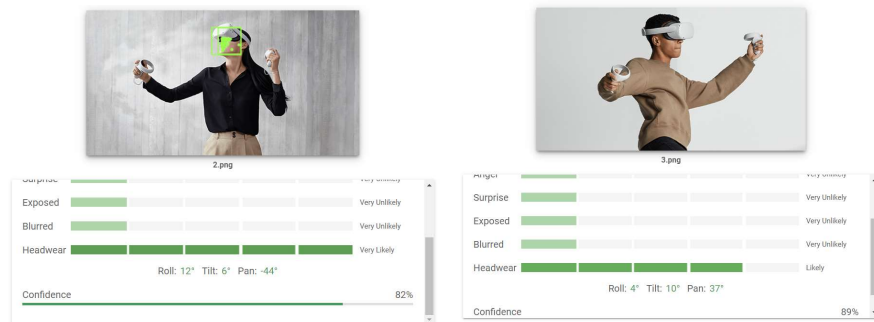 2.png
Surprise
Very Unlikely
Exposed
Very Unlikely
Blurred
Very Unlikely
Headwear
Very Likely
Roll: 12° Tilt: 6° Pan: -44°
Confidence
82%
3.png
Anger
Very Unlikely
Surprise
Very Unlikely
Exposed
Very Unlikely
Blurred
Very Unlikely
Headwear
Likely
Roll: 4° Tilt: 10° Pan: 37°
Confidence
89%